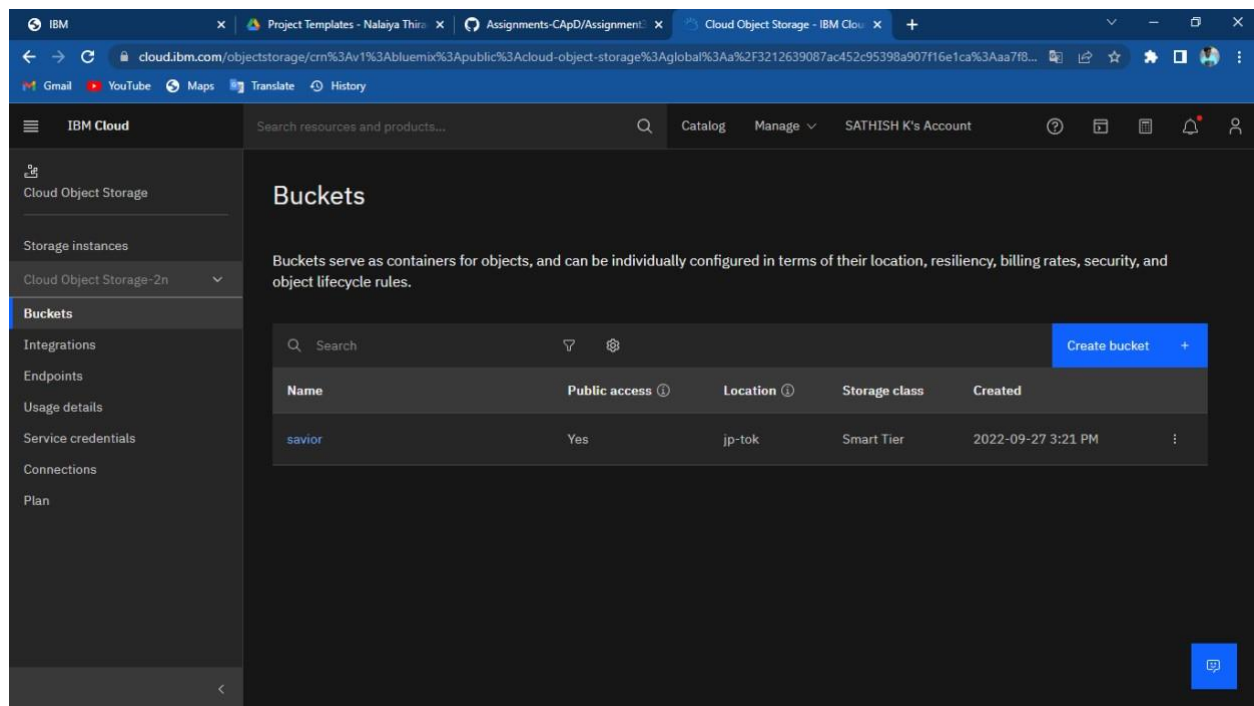 IBM
Project Templates - Nalaiya Thira
Assignments-CApD/Assignment3
Cloud Object Storage - IBM Clou
cloud.ibm.com/objectstorage/crn%3Av1%3Abluemix%3Apublic%3Acloud-object-storage%3Aglobal%3Aa%2F3212639087ac452c95398a907f16e1ca%3Aaa7f8...
Gmail YouTube Maps Translate History
IBM Cloud
Search resources and products...
Catalog Manage SATHISH K's Account
Cloud Object Storage
Storage instances
Cloud Object Storage-2n
Buckets
Integrations
Endpoints
Usage details
Service credentials
Connections
Plan
Buckets
Buckets serve as containers for objects, and can be individually configured in terms of their location, resiliency, billing rates, security, and
object lifecycle rules.
Search
Create bucket +
Name Public access Location Storage class Created
savior Yes jp-tok Smart Tier 2022-09-27 3:21 PM